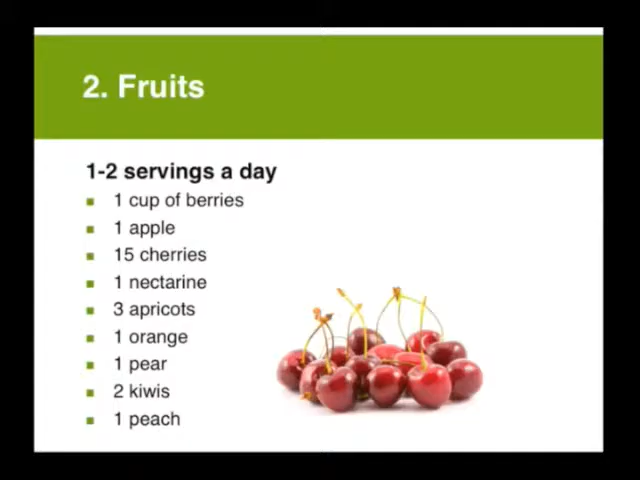 2. Fruits
1-2 servings a day
1 cup of berries
1 apple
15 cherries
1 nectarine
3 apricots
1 orange
1 pear
2 kiwis
1 peach